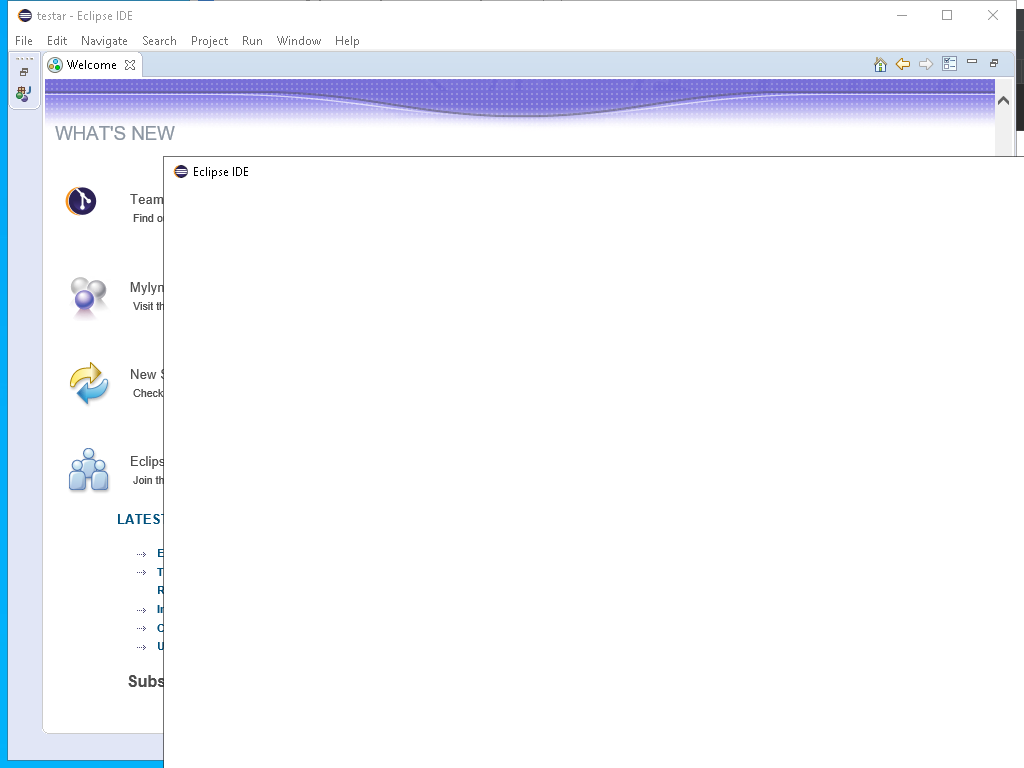 testar - Eclipse IDE
File Edit Navigate Search Project Run Window Help
Welcome
WHAT'S NEW
Eclipse IDE
Team
Find o
Mylyn
Visit th
New S
Check
Eclips
Join th
LATEST
E
T
R
In
O
U
Subs